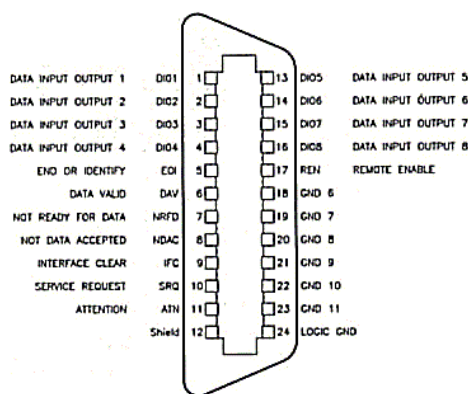 DATA INPUT OUTPUT 1 DIO1 1 13 DIO5 DATA INPUT OUTPUT 5
DATA INPUT OUTPUT 2 DIO2 2 14 DIO6 DATA INPUT OUTPUT 6
DATA INPUT OUTPUT 3 DIO3 3 15 DIO7 DATA INPUT OUTPUT 7
DATA INPUT OUTPUT 4 DIO4 4 16 DIO8 DATA INPUT OUTPUT 8
END OR IDENTIFY EOI 5 17 REN REMOTE ENABLE
DATA VALID DAV 6 18 GND 6
NOT READY FOR DATA NRFD 7 19 GND 7
NOT DATA ACCEPTED NDAC 8 20 GND 8
INTERFACE CLEAR IFC 9 21 GND 9
SERVICE REQUEST SRQ 10 22 GND 10
ATTENTION ATN 11 23 GND 11
Shield 12 24 LOGIC GND